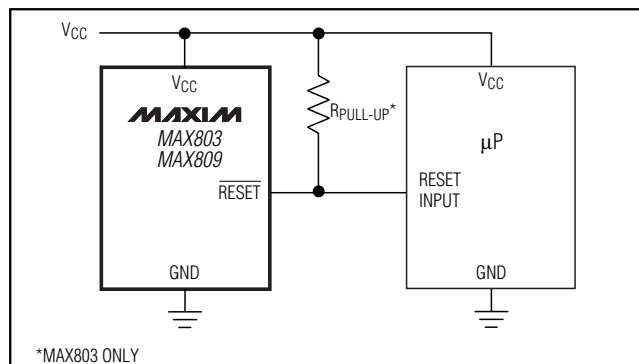 VCC
VCC
MAXIM
MAX803
MAX809
RESET
GND
RPULL-UP*
VCC
µP
RESET
INPUT
GND
*MAX803 ONLY